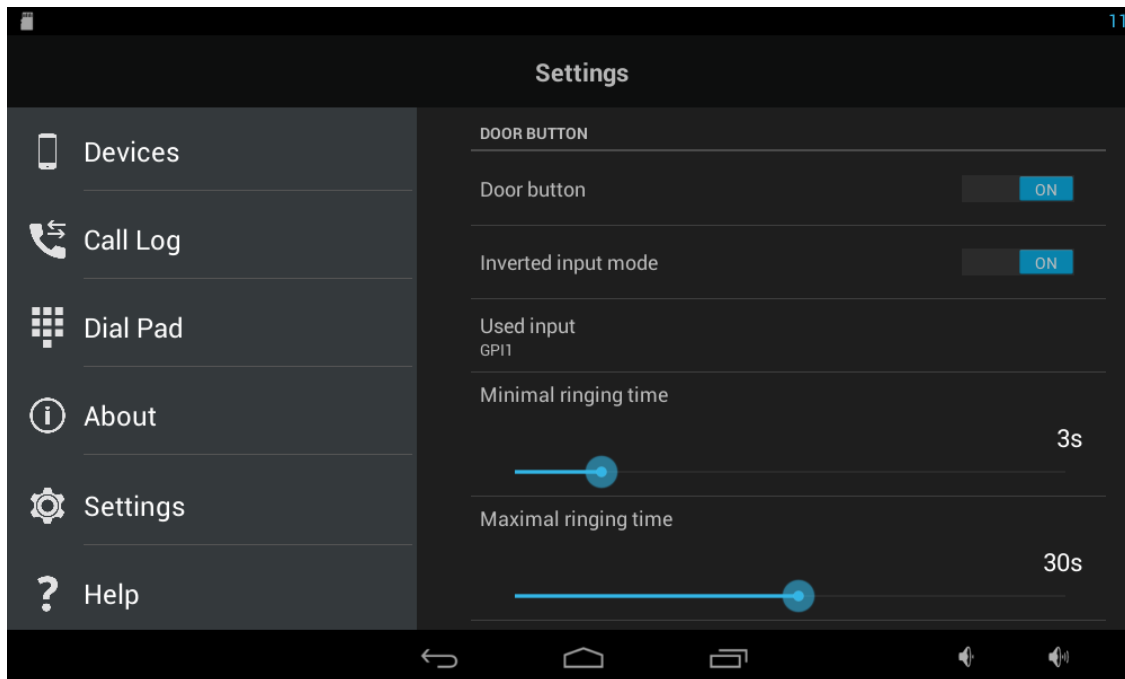 11
Settings
Devices
Call Log
Dial Pad
About
Settings
Help
DOOR BUTTON
Door button
ON
Inverted input mode
ON
Used input
GPI1
Minimal ringing time
3s
Maximal ringing time
30s